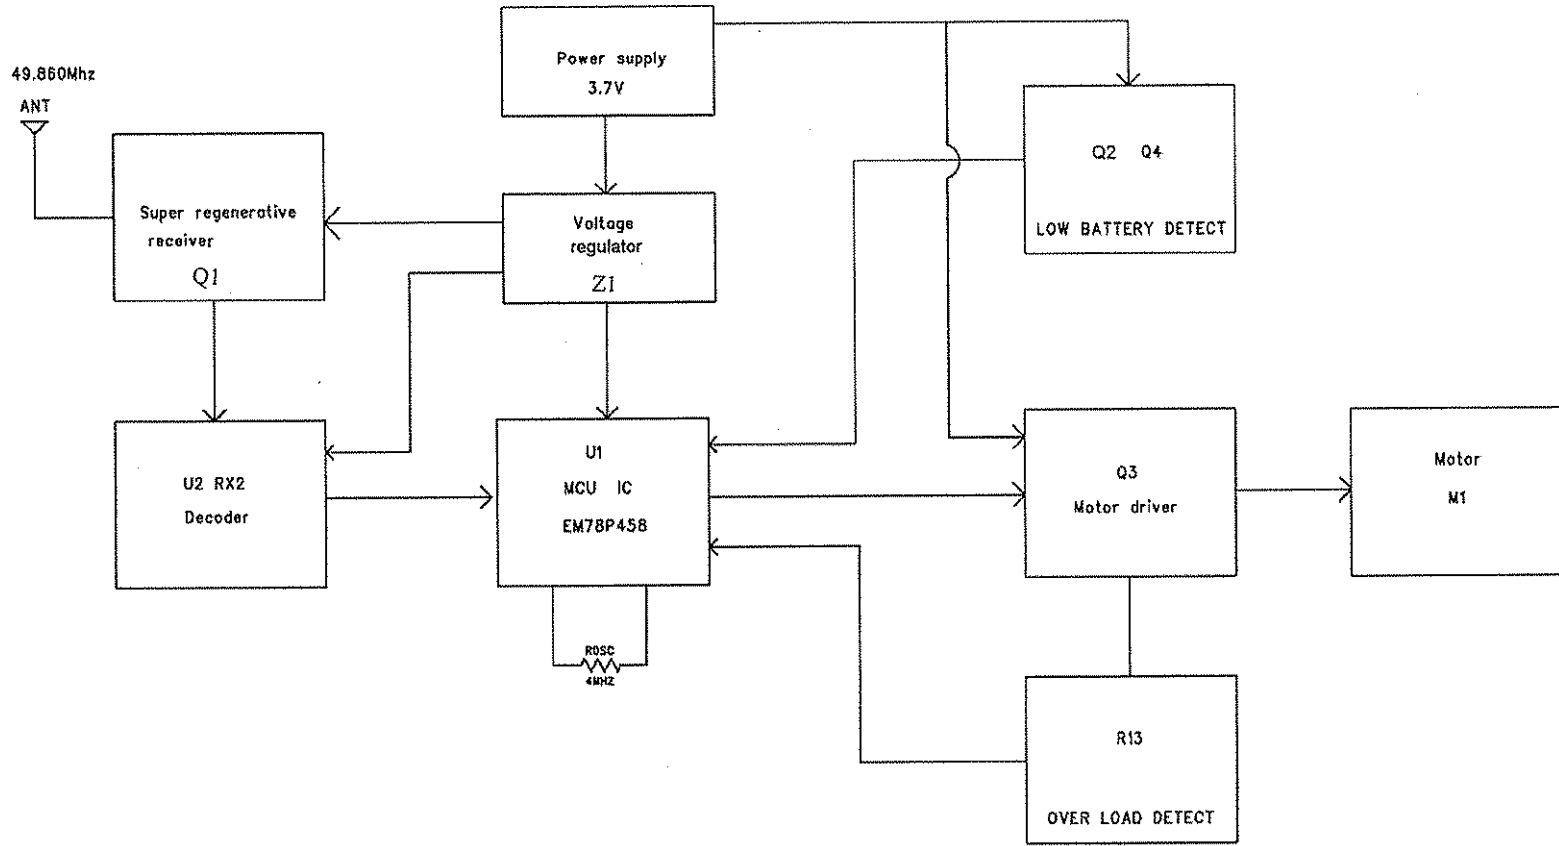 Power supply
3.7V
49.860Mhz
ANT
Super regenerative
receiver
Q1
Voltage
regulator
Z1
Q2 Q4
LOW BATTERY DETECT
U2 RX2
Decoder
U1
MCU IC
EM78P458
ROSC
4MHZ
Q3
Motor driver
Motor
M1
R13
OVER LOAD DETECT